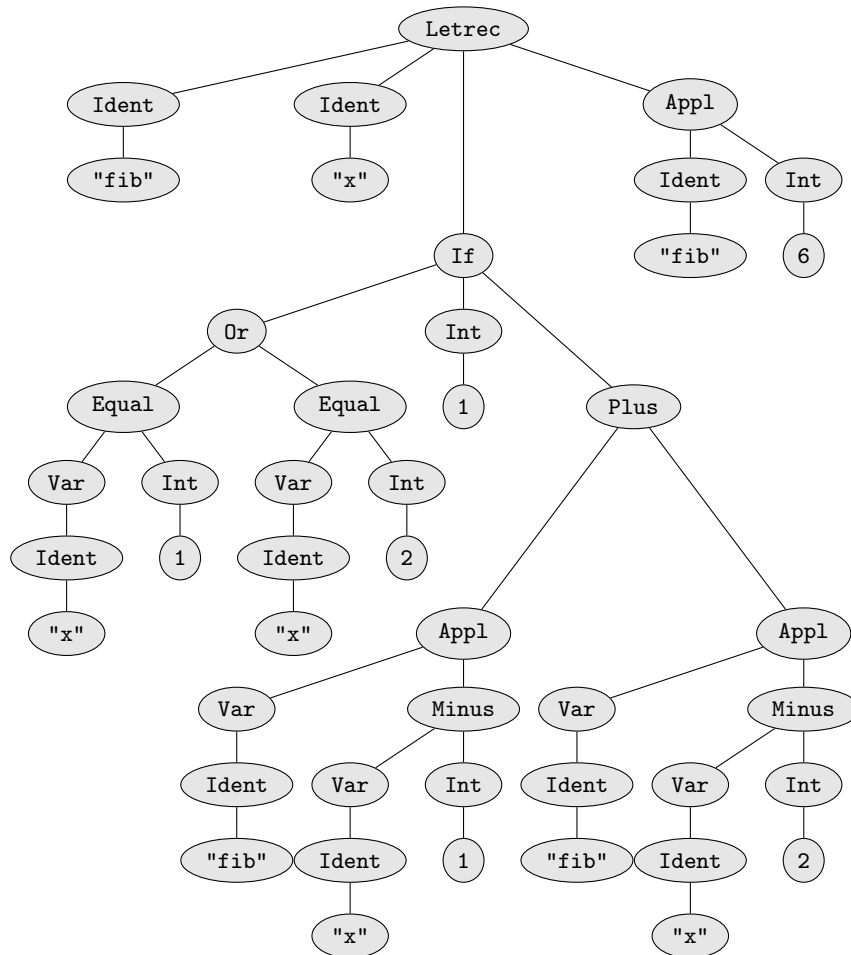 Letrec
Ident Ident Appl
"fib" "x" Ident Int
If "fib" 6
Or Int
Equal Equal 1 Plus
Var Int Var Int
Ident 1 Ident 2
"x" "x" Appl Appl
Var Minus Var Minus
Ident Var Int Ident Var Int
"fib" Ident 1 "fib" Ident 2
"x" "x"